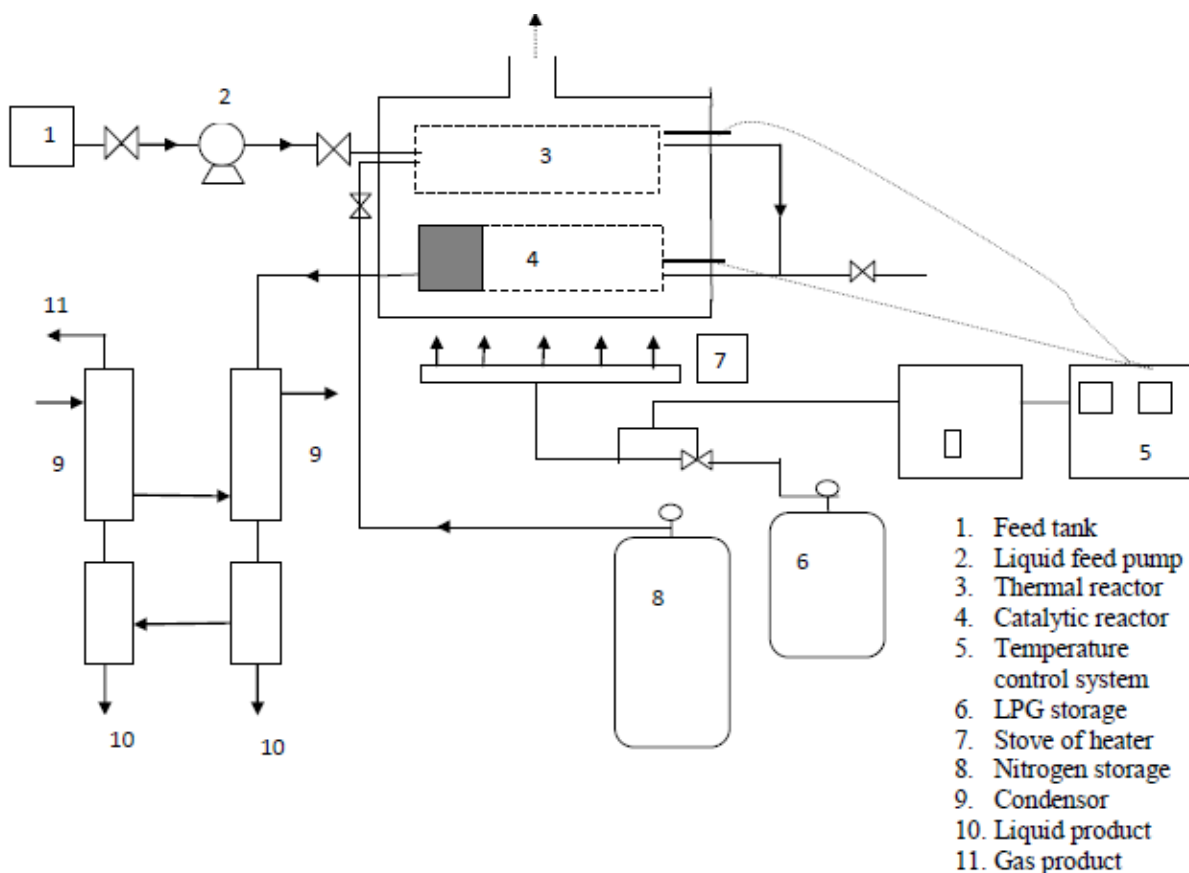 2
1
3
4
11
7
9
9
5
6
8
10
10
1. Feed tank
2. Liquid feed pump
3. Thermal reactor
4. Catalytic reactor
5. Temperature
control system
6. LPG storage
7. Stove of heater
8. Nitrogen storage
9. Condensor
10. Liquid product
11. Gas product